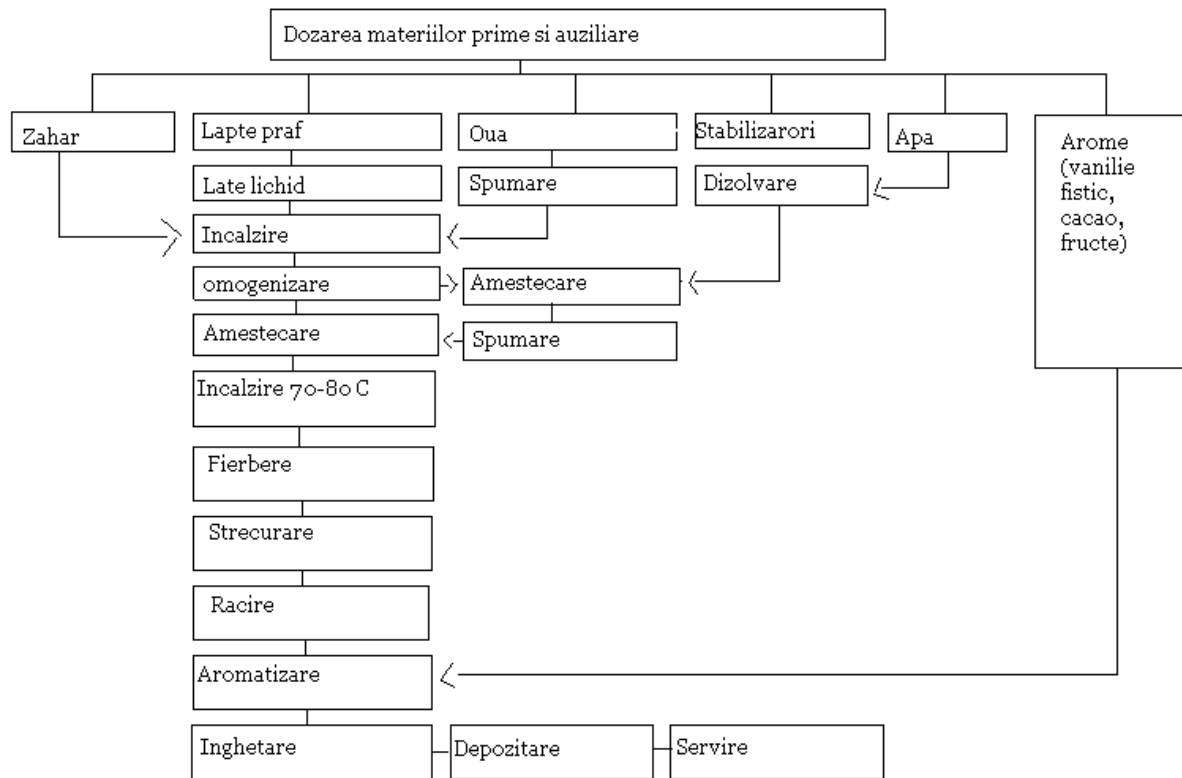 Dozarea materiilor prime si auziliare
Zahar
Lapte praf
Oua
Stabilizarori
Apa
Arome
(vanilie
fistic,
cacao,
fructe)
Late lichid
Spumare
Dizolvare
Incalzire
omogenizare
Amestecare
Amestecare
Spumare
Incalzire 70-80 C
Fierbere
Strecurare
Racire
Aromatizare
Inghetare
Depozitare
Servire